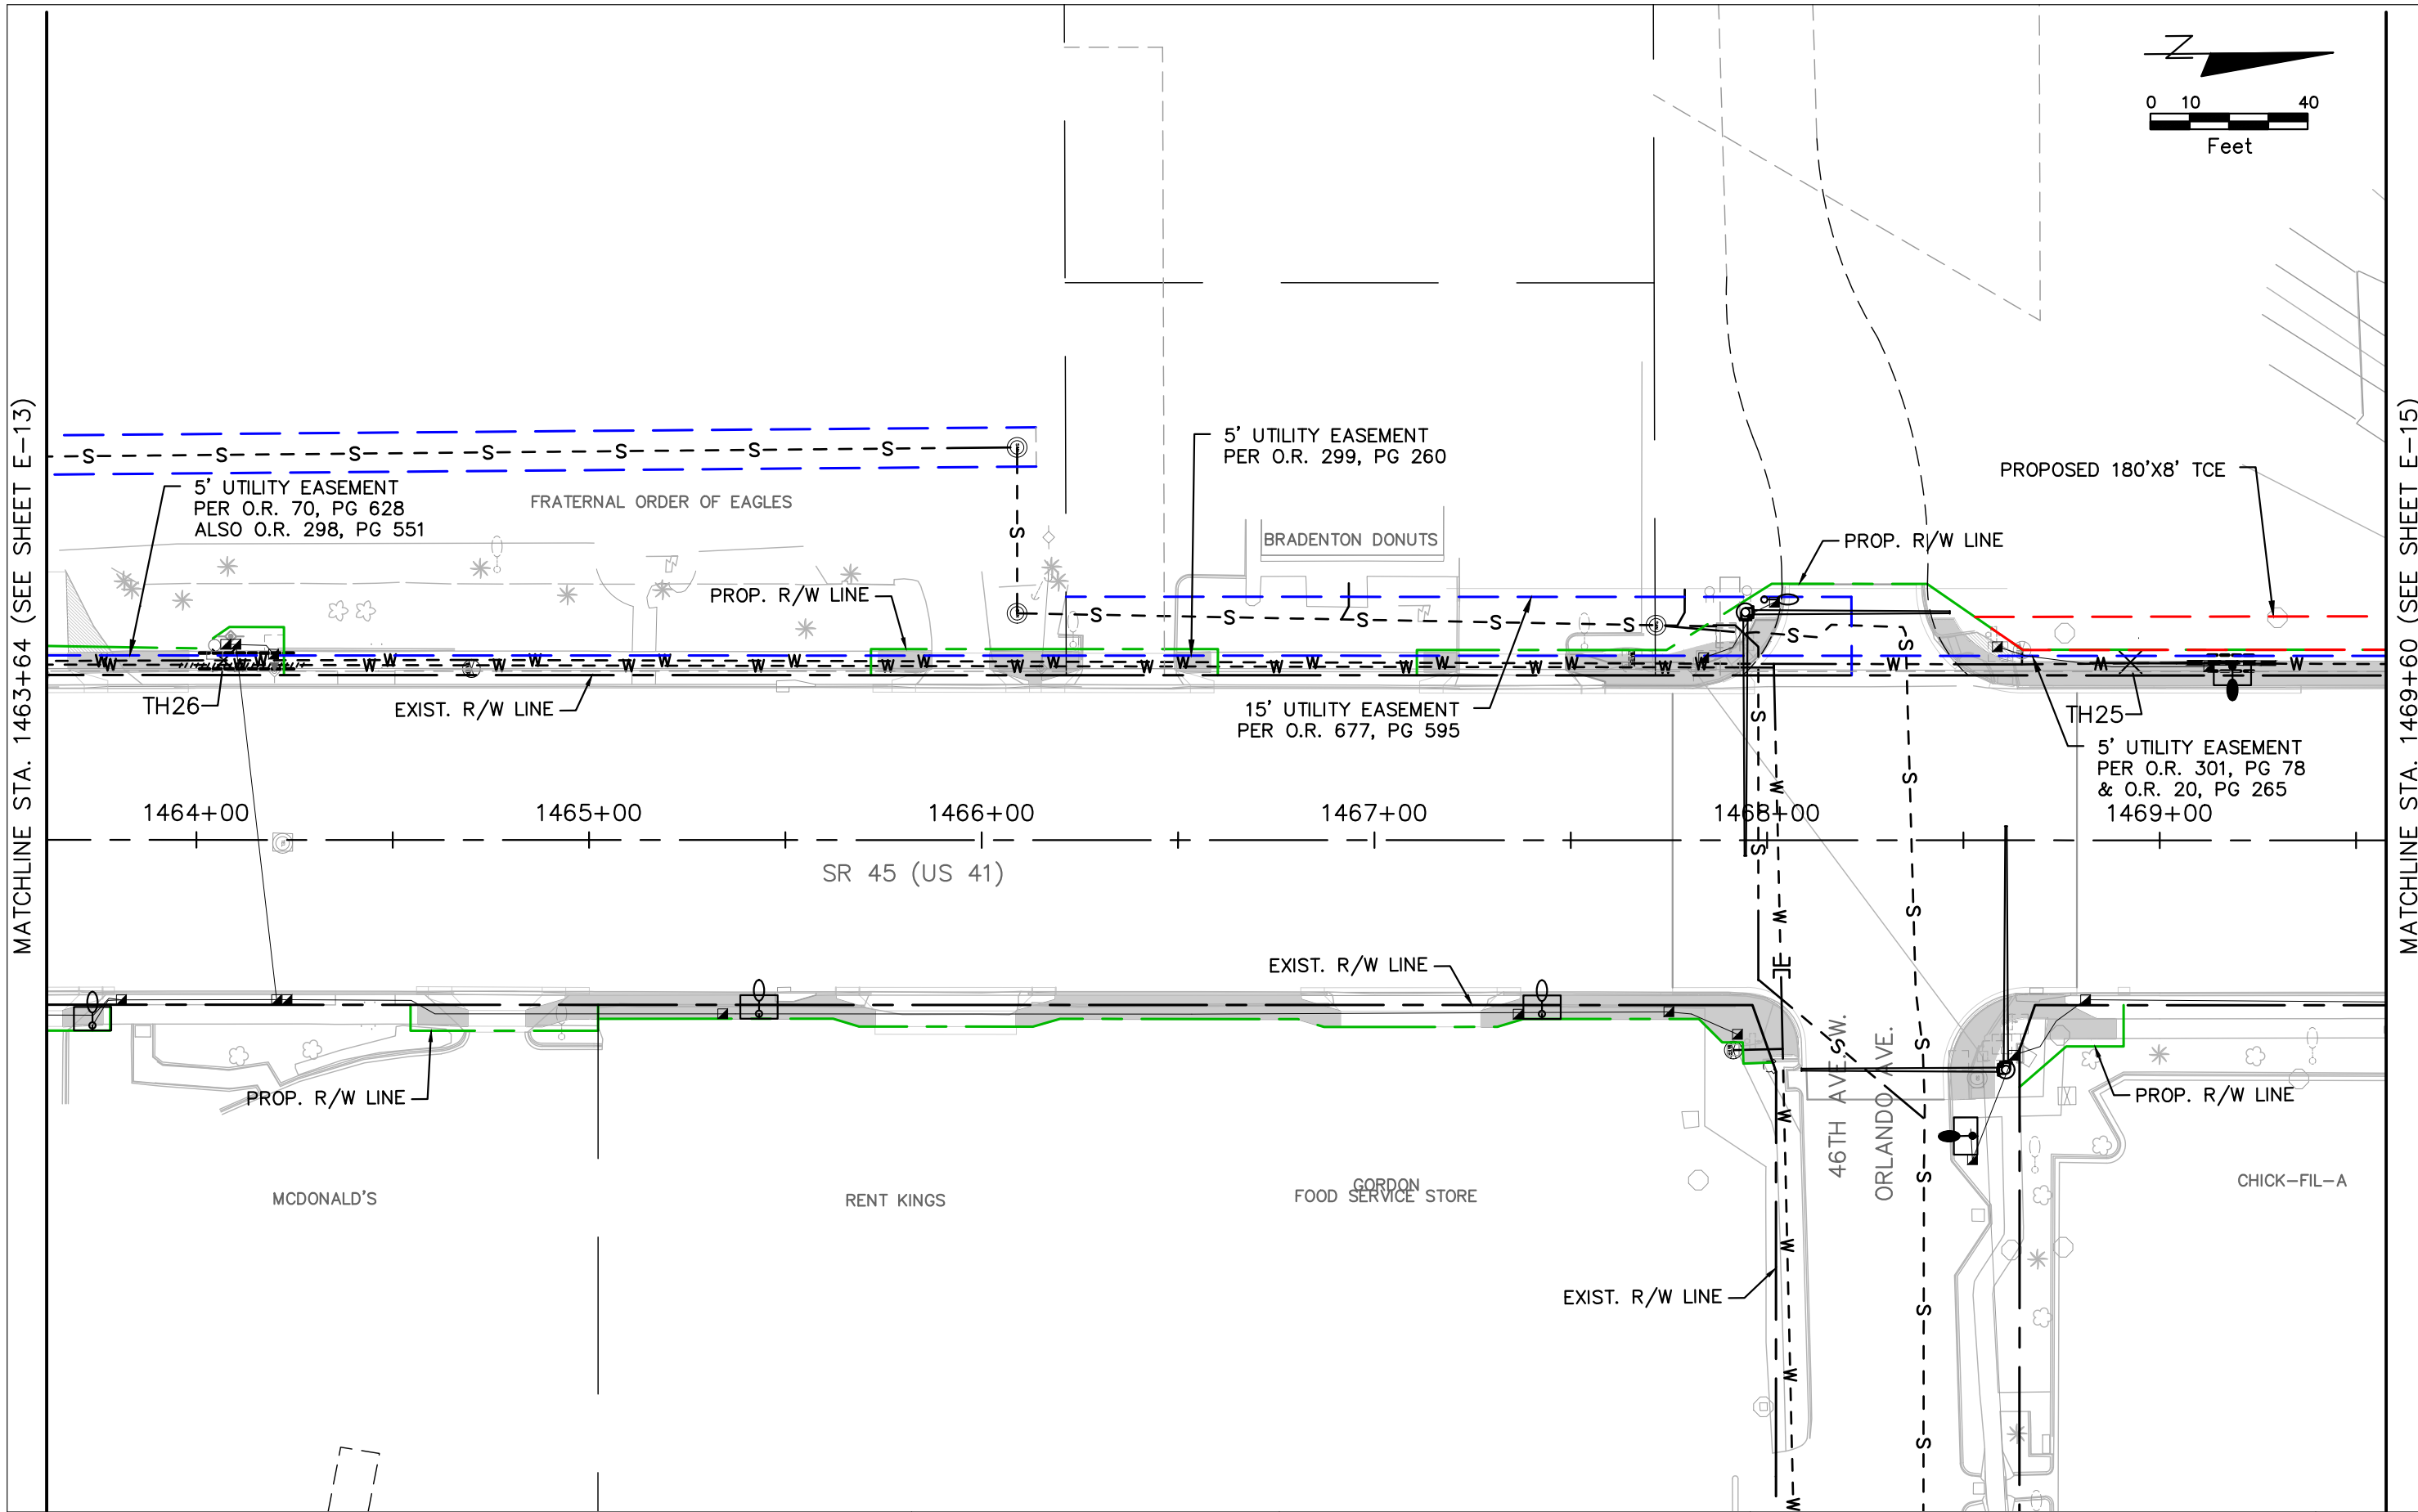 MATCHLINE STA. 1463+64 (SEE SHEET E-13)
MATCHLINE STA. 1469+60 (SEE SHEET E-15)
0 10 40
Feet
5' UTILITY EASEMENT
PER O.R. 70, PG 628
ALSO O.R. 298, PG 551
FRATERNAL ORDER OF EAGLES
5' UTILITY EASEMENT
PER O.R. 299, PG 260
BRADENTON DONUTS
PROPOSED 180'X8' TCE
PROP. R/W LINE
PROP. R/W LINE
TH26
EXIST. R/W LINE
15' UTILITY EASEMENT
PER O.R. 677, PG 595
TH25
5' UTILITY EASEMENT
PER O.R. 301, PG 78
& O.R. 20, PG 265
1464+00 1465+00 1466+00 1467+00 1468+00 1469+00
SR 45 (US 41)
EXIST. R/W LINE
PROP. R/W LINE
PROP. R/W LINE
46TH AVE.W.
ORLANDO AVE.
MCDONALD'S
RENT KINGS
GORDON
FOOD SERVICE STORE
CHICK-FIL-A
EXIST. R/W LINE